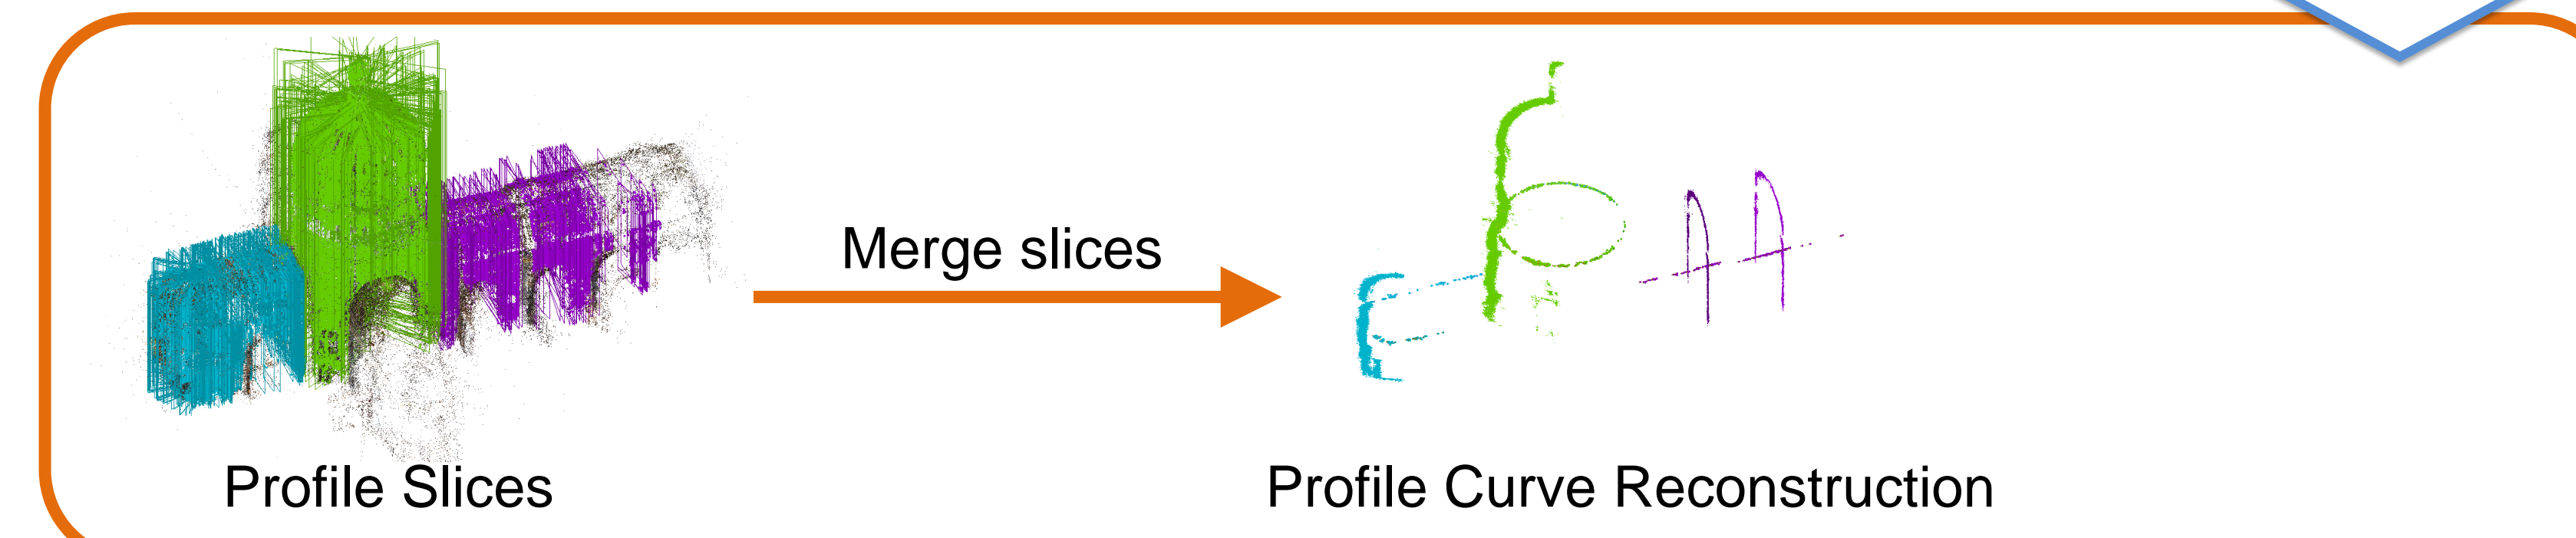 Merge slices
Profile Slices
Profile Curve Reconstruction